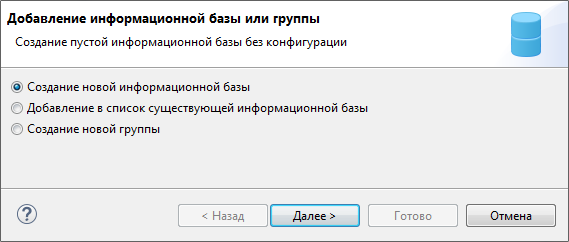 Добавление информационной базы или группы
Создание пустой информационной базы без конфигурации
Создание новой информационной базы
Добавление в список существующей информационной базы
Создание новой группы
? < Назад Далее > Готово Отмена